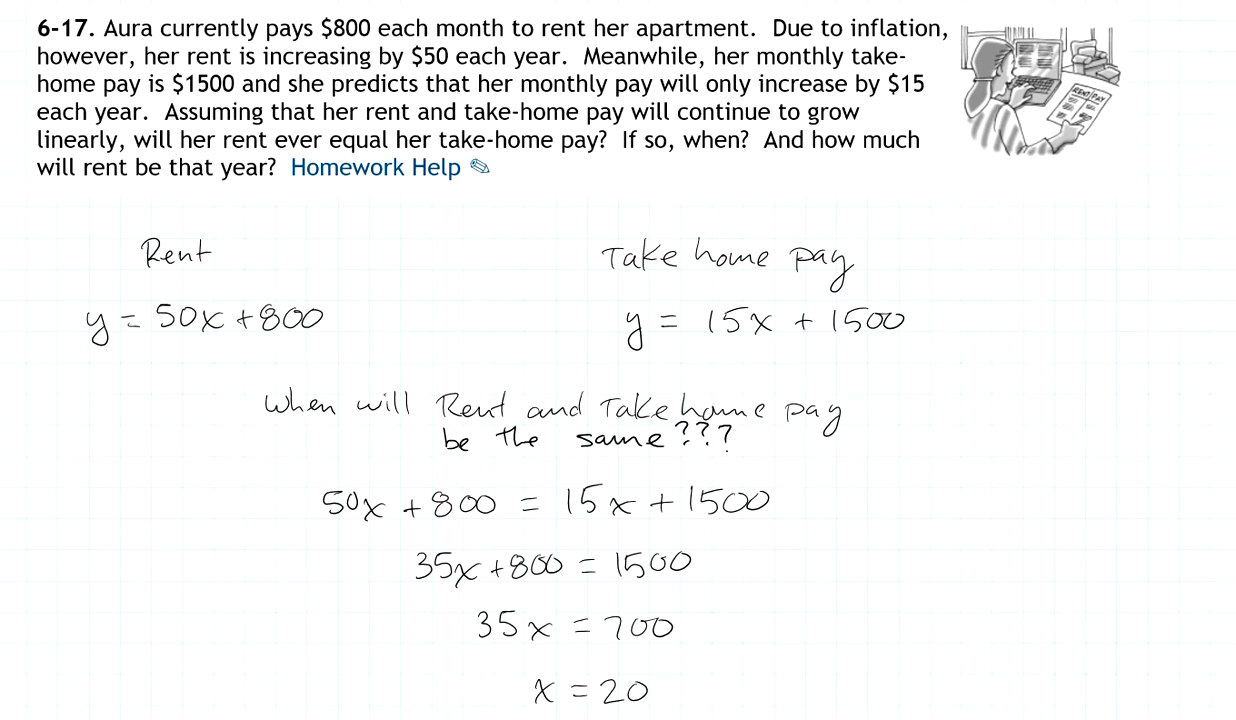 6-17. Aura currently pays $800 each month to rent her apartment. Due to inflation,
however, her rent is increasing by $50 each year. Meanwhile, her monthly take-
home pay is $1500 and she predicts that her monthly pay will only increase by $15
each year. Assuming that her rent and take-home pay will continue to grow
linearly, will her rent ever equal her take-home pay? If so, when? And how much
will rent be that year? Homework Help
RENT/PAY
Rent
Take home pay
y = 50x + 800
y = 15x + 1500
When will Rent and Take home pay
be the same???
50x + 800 = 15x + 1500
35x + 800 = 1500
35x = 700
x = 20